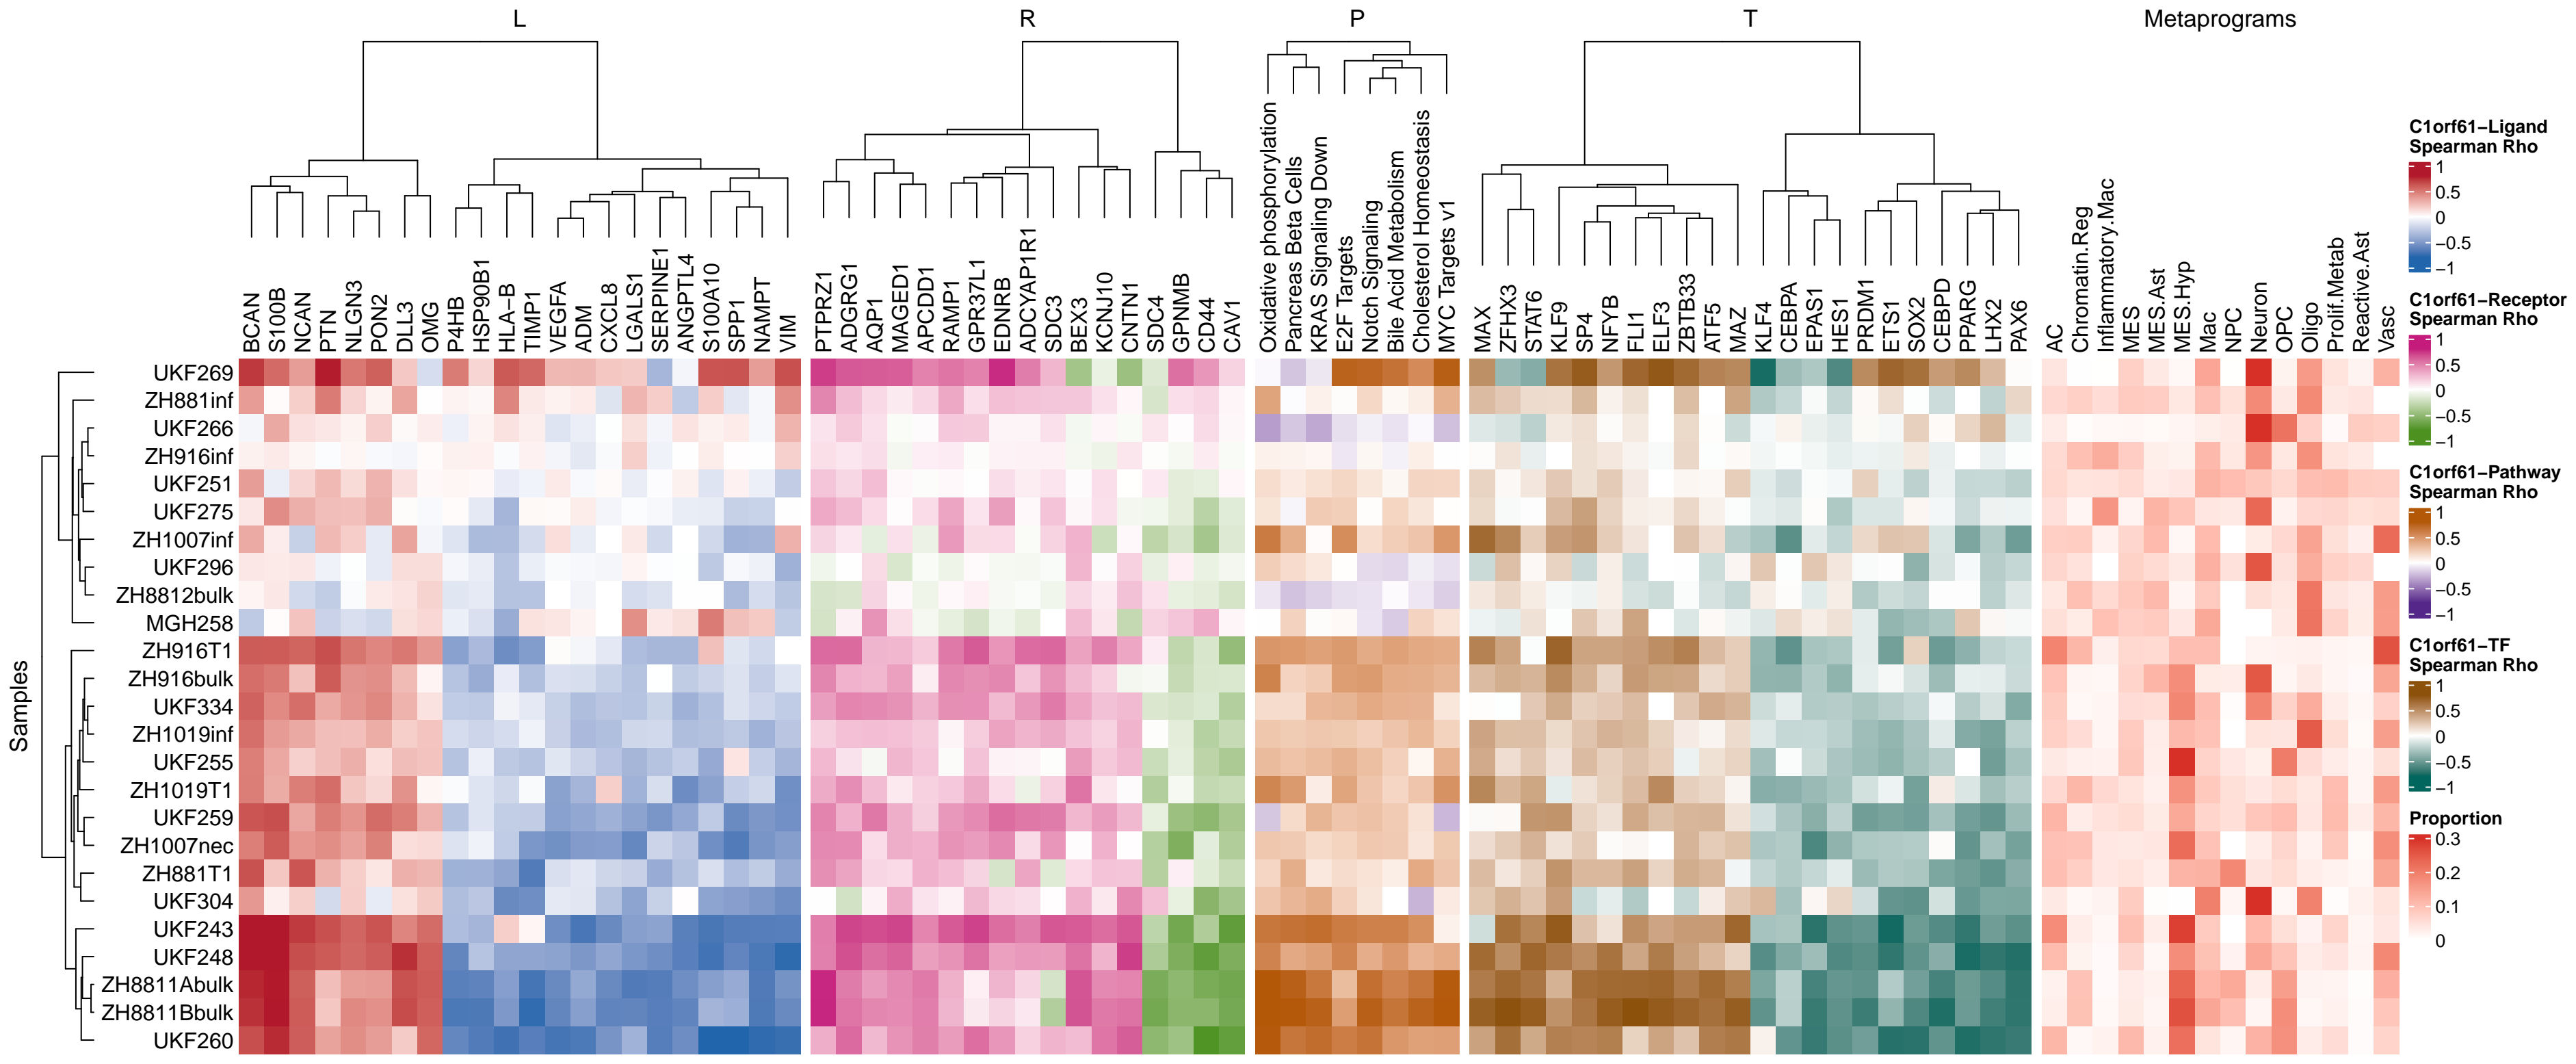 L
R
P
T
Metaprograms
BCAN
S100B
NCAN
PTN
NLGN3
PON2
DLL3
OMG
P4HB
HSP90B1
HLA−B
TIMP1
VEGFA
ADM
CXCL8
LGALS1
SERPINE1
ANGPTL4
S100A10
SPP1
NAMPT
VIM
PTPRZ1
ADGRG1
AQP1
MAGED1
APCDD1
RAMP1
GPR37L1
EDNRB
ADCYAP1R1
SDC3
BEX3
KCNJ10
CNTN1
SDC4
GPNMB
CD44
CAV1
Oxidative phosphorylation
Pancreas Beta Cells
KRAS Signaling Down
E2F Targets
Notch Signaling
Bile Acid Metabolism
Cholesterol Homeostasis
MYC Targets v1
MAX
ZFHX3
STAT6
KLF9
SP4
NFYB
FLI1
ELF3
ZBTB33
ATF5
MAZ
KLF4
CEBPA
EPAS1
HES1
PRDM1
ETS1
SOX2
CEBPD
PPARG
LHX2
PAX6
AC
Chromatin.Reg
Inflammatory.Mac
MES
MES.Ast
MES.Hyp
Mac
NPC
Neuron
OPC
Oligo
Prolif.Metab
Reactive.Ast
Vasc
Samples
UKF269
ZH881inf
UKF266
ZH916inf
UKF251
UKF275
ZH1007inf
UKF296
ZH8812bulk
MGH258
ZH916T1
ZH916bulk
UKF334
ZH1019inf
UKF255
ZH1019T1
UKF259
ZH1007nec
ZH881T1
UKF304
UKF243
UKF248
ZH8811Abulk
ZH8811Bbulk
UKF260
C1orf61−Ligand
Spearman Rho
1
0.5
0
−0.5
−1
C1orf61−Receptor
Spearman Rho
1
0.5
0
−0.5
−1
C1orf61−Pathway
Spearman Rho
1
0.5
0
−0.5
−1
C1orf61−TF
Spearman Rho
1
0.5
0
−0.5
−1
Proportion
0.3
0.2
0.1
0